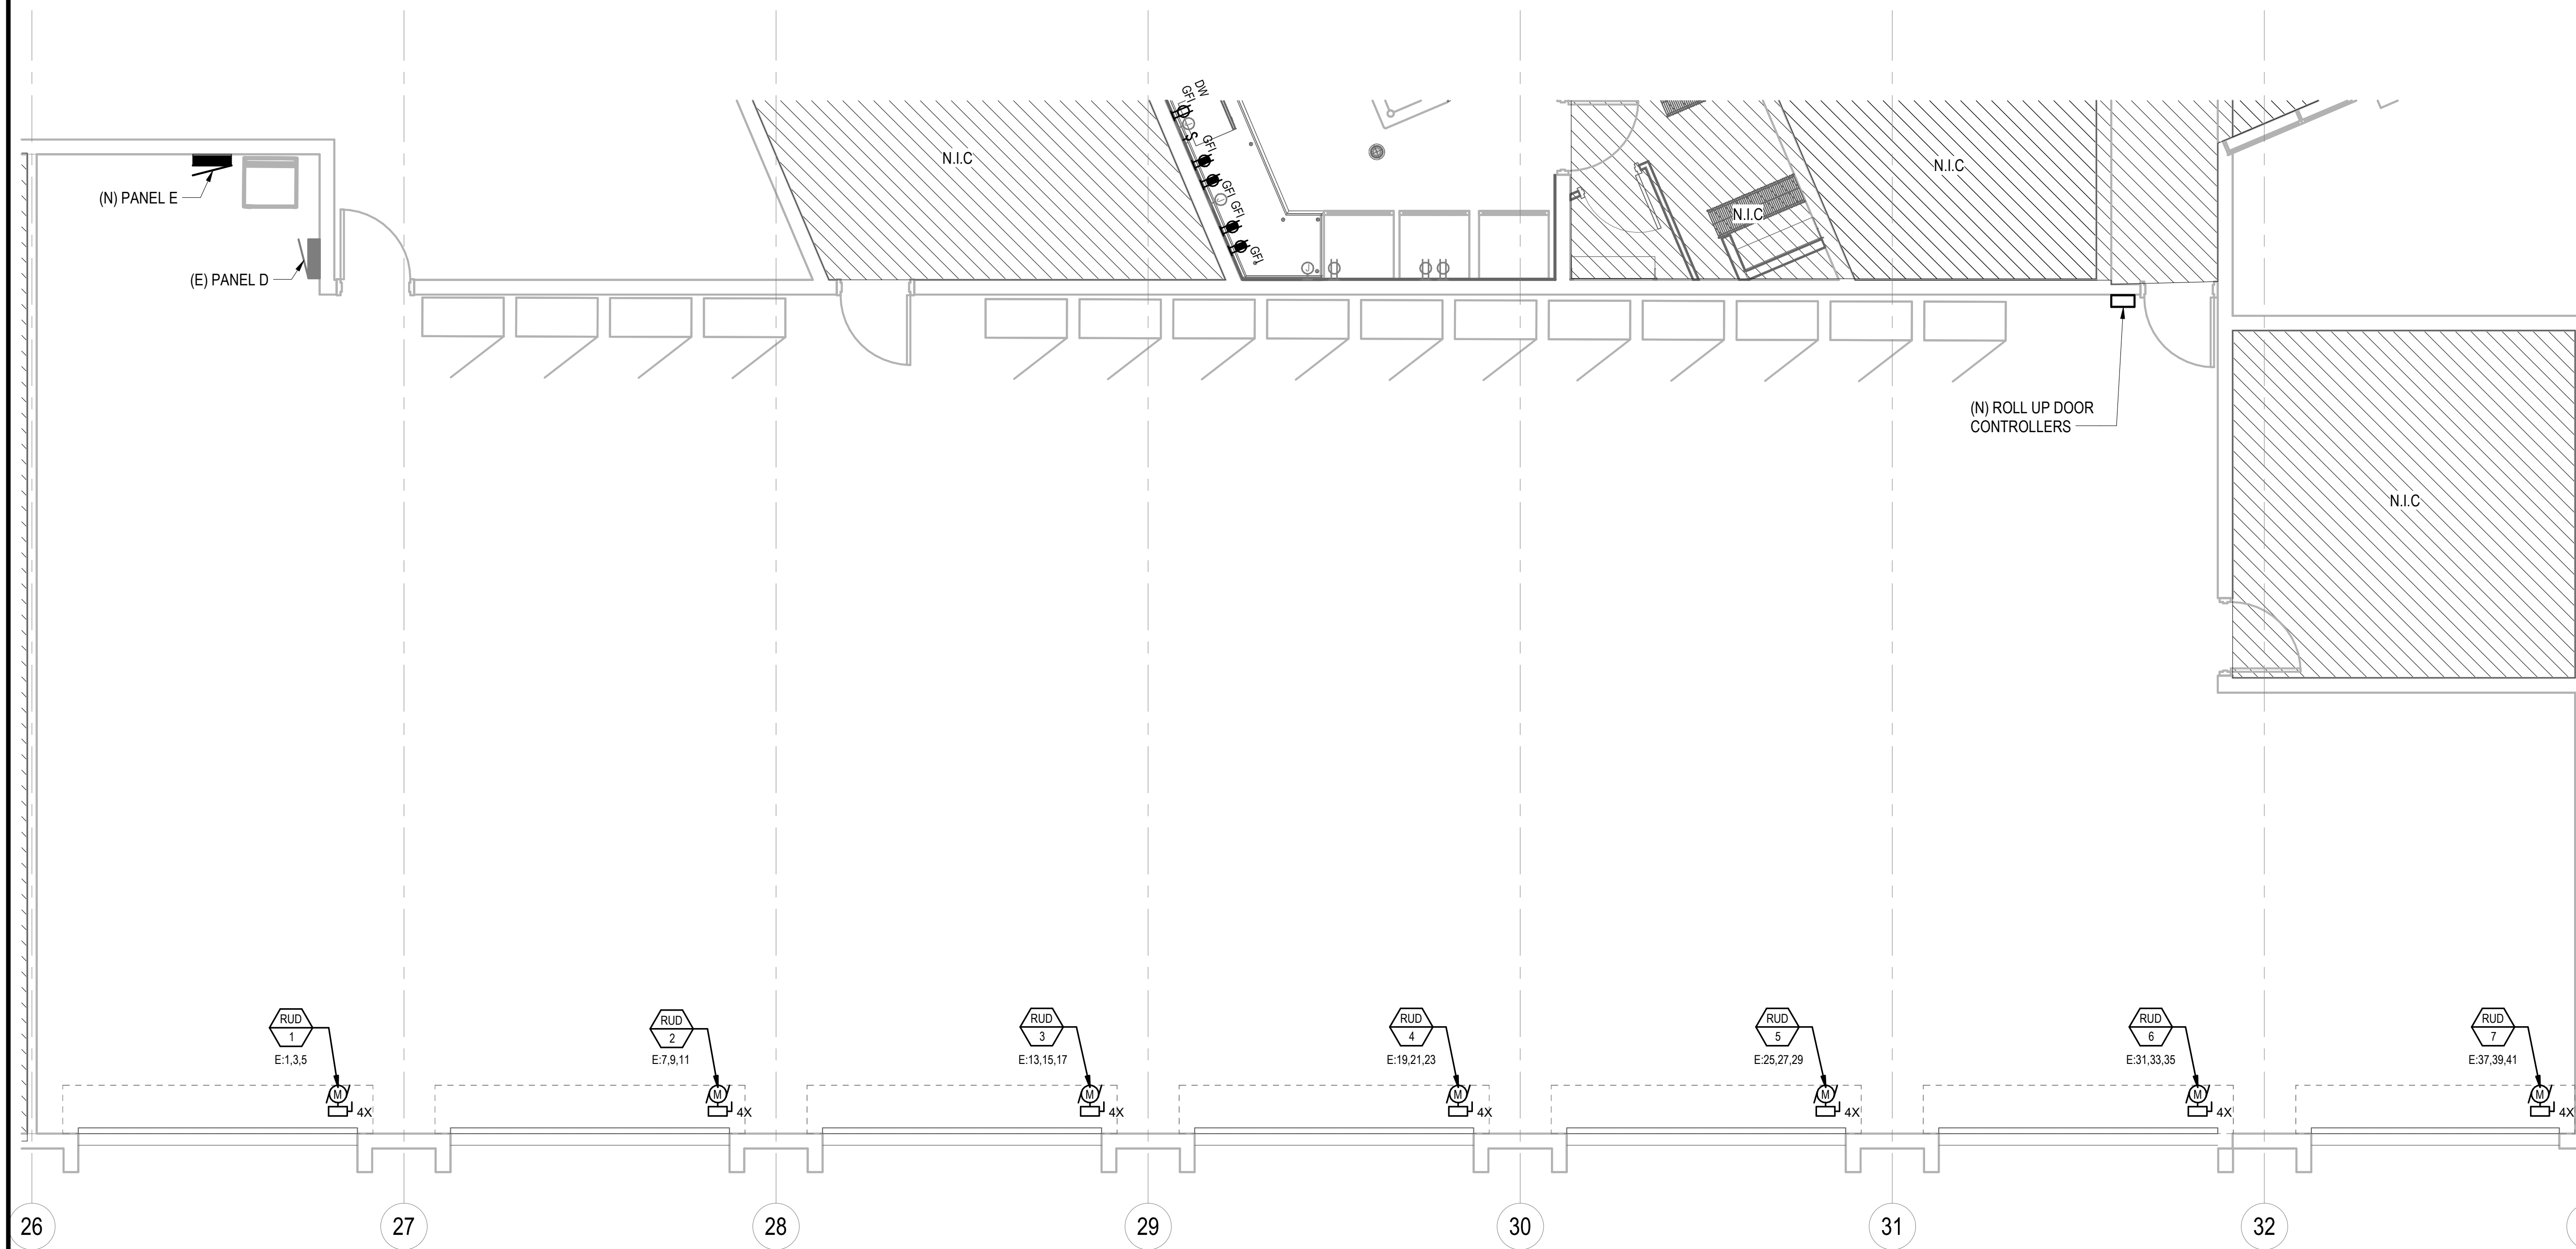 DW
GFI
S
GFI
GFI
GFI
GFI
J
N.I.C
N.I.C
N.I.C
(N) PANEL E
(E) PANEL D
(N) ROLL UP DOOR
CONTROLLERS
N.I.C
RUD
1
E:1,3,5
M
4X
RUD
2
E:7,9,11
M
4X
RUD
3
E:13,15,17
M
4X
RUD
4
E:19,21,23
M
4X
RUD
5
E:25,27,29
M
4X
RUD
6
E:31,33,35
M
4X
RUD
7
E:37,39,41
M
4X
26
27
28
29
30
31
32